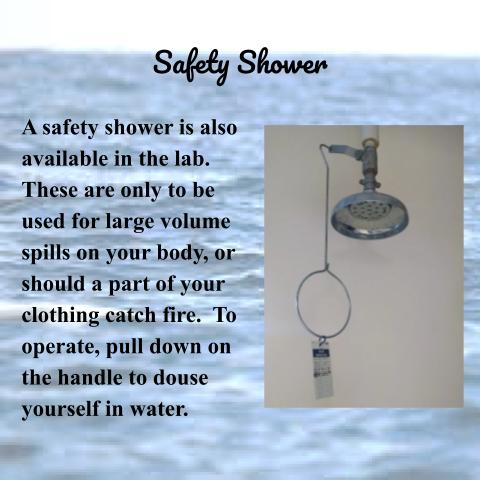 Safety Shower
A safety shower is also
available in the lab.
These are only to be
used for large volume
spills on your body, or
should a part of your
clothing catch fire.  To
operate, pull down on
the handle to douse
yourself in water.